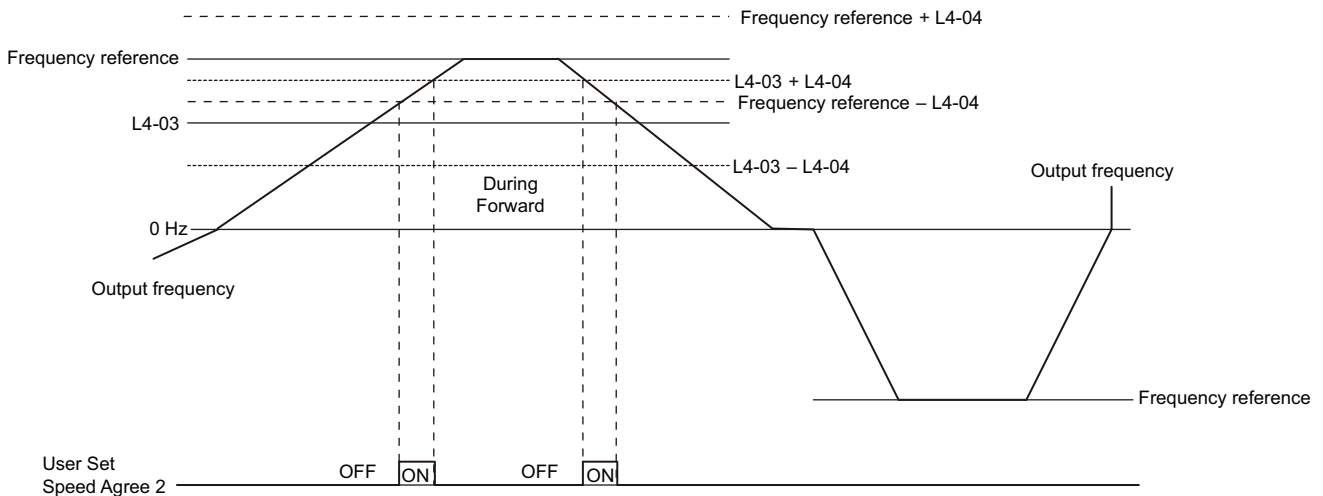 Frequency reference + L4-04
Frequency reference
L4-03 + L4-04
Frequency reference – L4-04
L4-03
L4-03 – L4-04
During
Forward
Output frequency
0 Hz
Output frequency
Frequency reference
User Set
Speed Agree 2
OFF
ON
OFF
ON